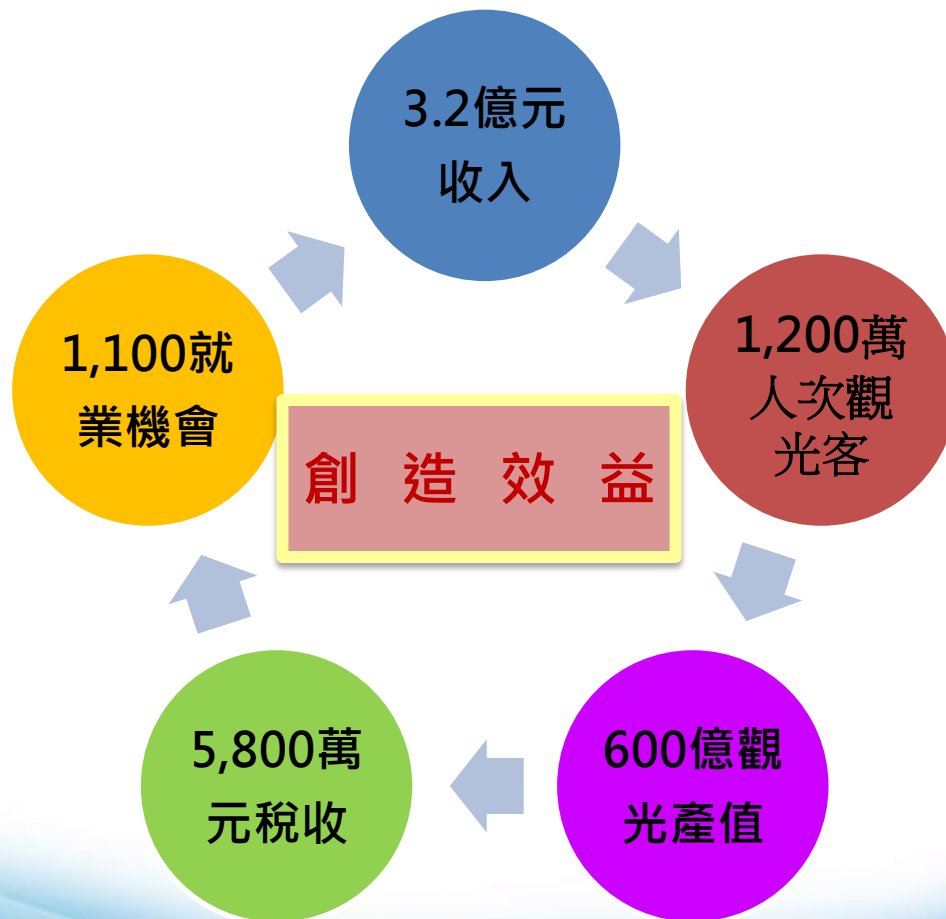 3.2億元
收入
1,200萬
人次觀
光客
600億觀
光產值
5,800萬
元稅收
1,100就
業機會
創造效益